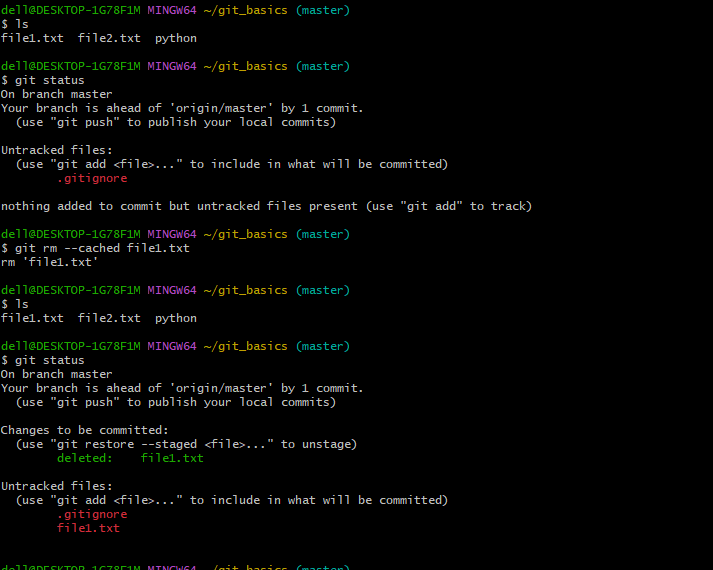 dell@DESKTOP-1G78F1M MINGW64 ~/git_basics (master)
$ ls
file1.txt  file2.txt  python
dell@DESKTOP-1G78F1M MINGW64 ~/git_basics (master)
$ git status
On branch master
Your branch is ahead of 'origin/master' by 1 commit.
  (use "git push" to publish your local commits)
Untracked files:
  (use "git add <file>..." to include in what will be committed)
        .gitignore
nothing added to commit but untracked files present (use "git add" to track)
dell@DESKTOP-1G78F1M MINGW64 ~/git_basics (master)
$ git rm --cached file1.txt
rm 'file1.txt'
dell@DESKTOP-1G78F1M MINGW64 ~/git_basics (master)
$ ls
file1.txt  file2.txt  python
dell@DESKTOP-1G78F1M MINGW64 ~/git_basics (master)
$ git status
On branch master
Your branch is ahead of 'origin/master' by 1 commit.
  (use "git push" to publish your local commits)
Changes to be committed:
  (use "git restore --staged <file>..." to unstage)
        deleted:    file1.txt
Untracked files:
  (use "git add <file>..." to include in what will be committed)
        .gitignore
        file1.txt
dell@DESKTOP-1G78F1M MINGW64 ~/git_basics (master)